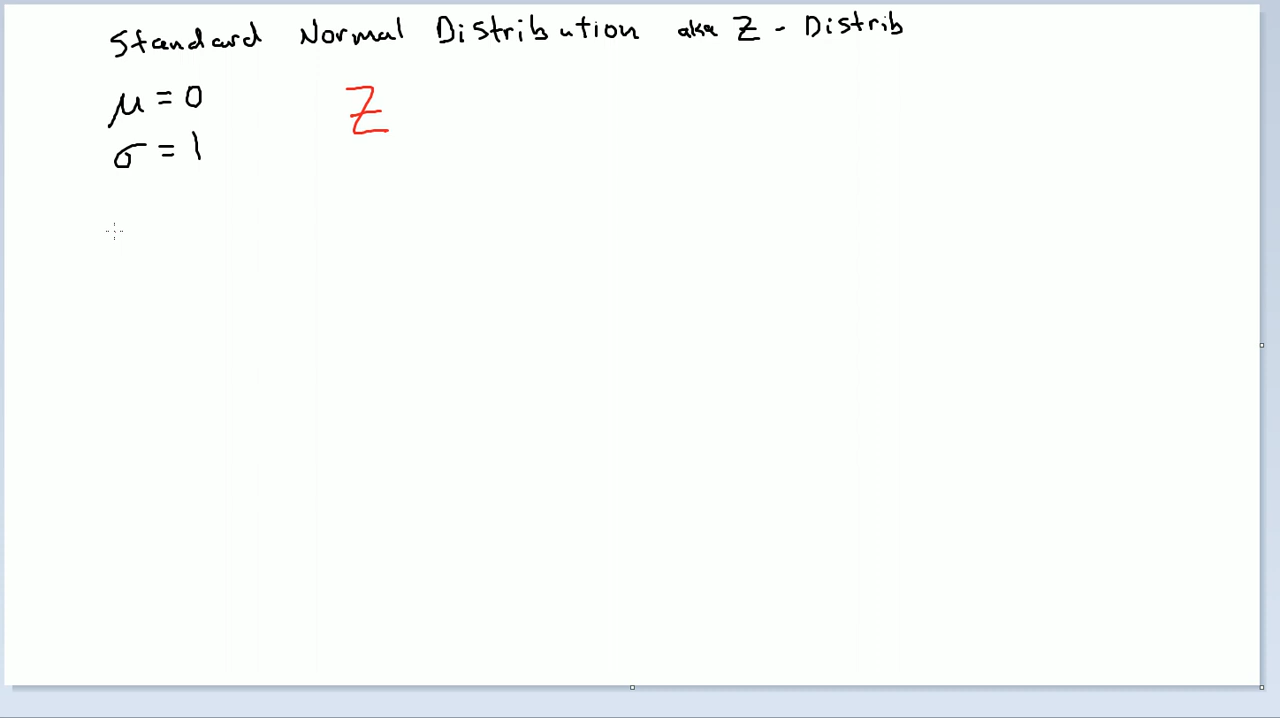 Standard Normal Distribution aka Z - Distrib
μ = 0 Z
σ = 1